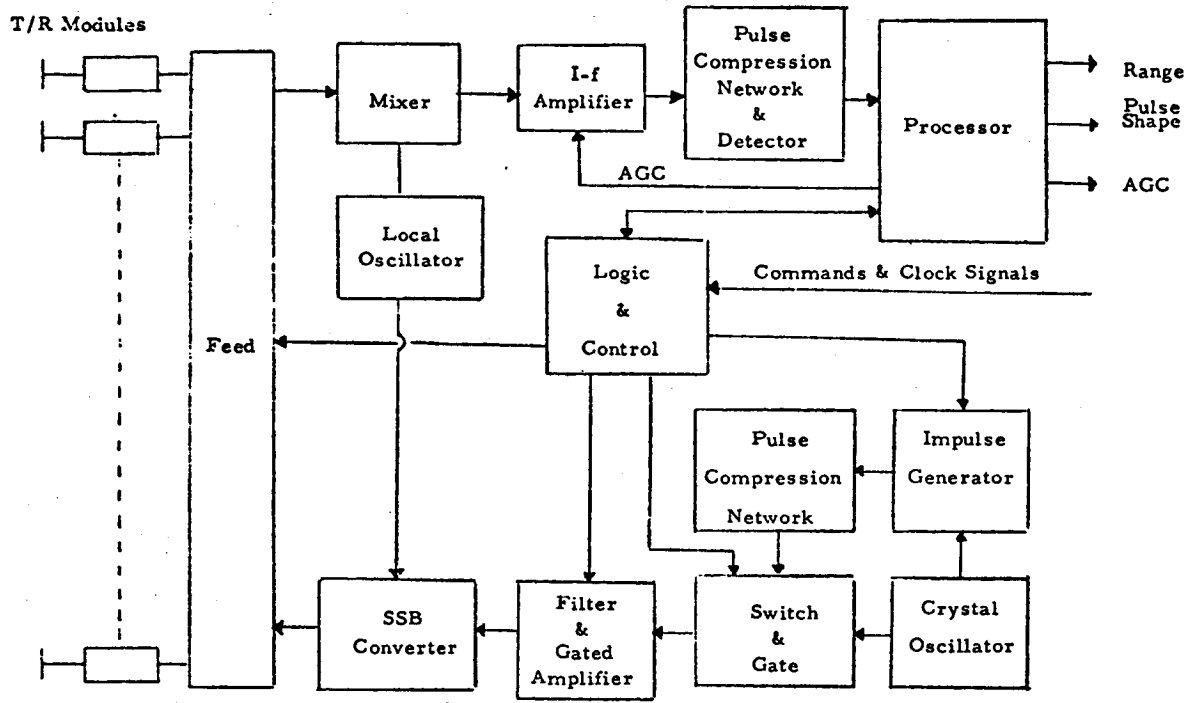 T/R Modules
Mixer
I-f
Amplifier
Pulse
Compression
Network
&
Detector
Processor
Range
Pulse
Shape
AGC
AGC
Local
Oscillator
Logic
&
Control
Commands & Clock Signals
Feed
Pulse
Compression
Network
Impulse
Generator
SSB
Converter
Filter
&
Gated
Amplifier
Switch
&
Gate
Crystal
Oscillator